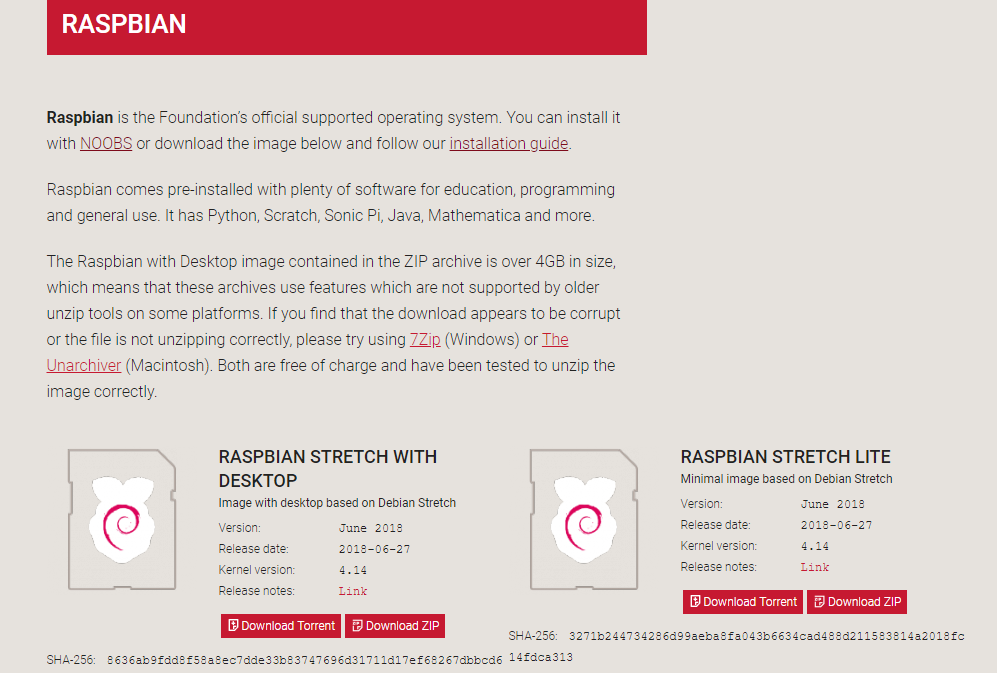 RASPBIAN
Raspbian is the Foundation's official supported operating system. You can install it
with NOOBS or download the image below and follow our installation guide.
Raspbian comes pre-installed with plenty of software for education, programming
and general use. It has Python, Scratch, Sonic Pi, Java, Mathematica and more.
The Raspbian with Desktop image contained in the ZIP archive is over 4GB in size,
which means that these archives use features which are not supported by older
unzip tools on some platforms. If you find that the download appears to be corrupt
or the file is not unzipping correctly, please try using 7Zip (Windows) or The
Unarchiver (Macintosh). Both are free of charge and have been tested to unzip the
image correctly.
RASPBIAN STRETCH WITH
DESKTOP
Image with desktop based on Debian Stretch
Version: June 2018
Release date: 2018-06-27
Kernel version: 4.14
Release notes: Link
Download Torrent Download ZIP
SHA-256: 8636ab9fdd8f58a8ec7dde33b83747696d31711d17ef68267dbbcd6
RASPBIAN STRETCH LITE
Minimal image based on Debian Stretch
Version: June 2018
Release date: 2018-06-27
Kernel version: 4.14
Release notes: Link
Download Torrent Download ZIP
SHA-256: 3271b244734286d99aeba8fa043b6634cad488d211583814a2018fc
14fdca313